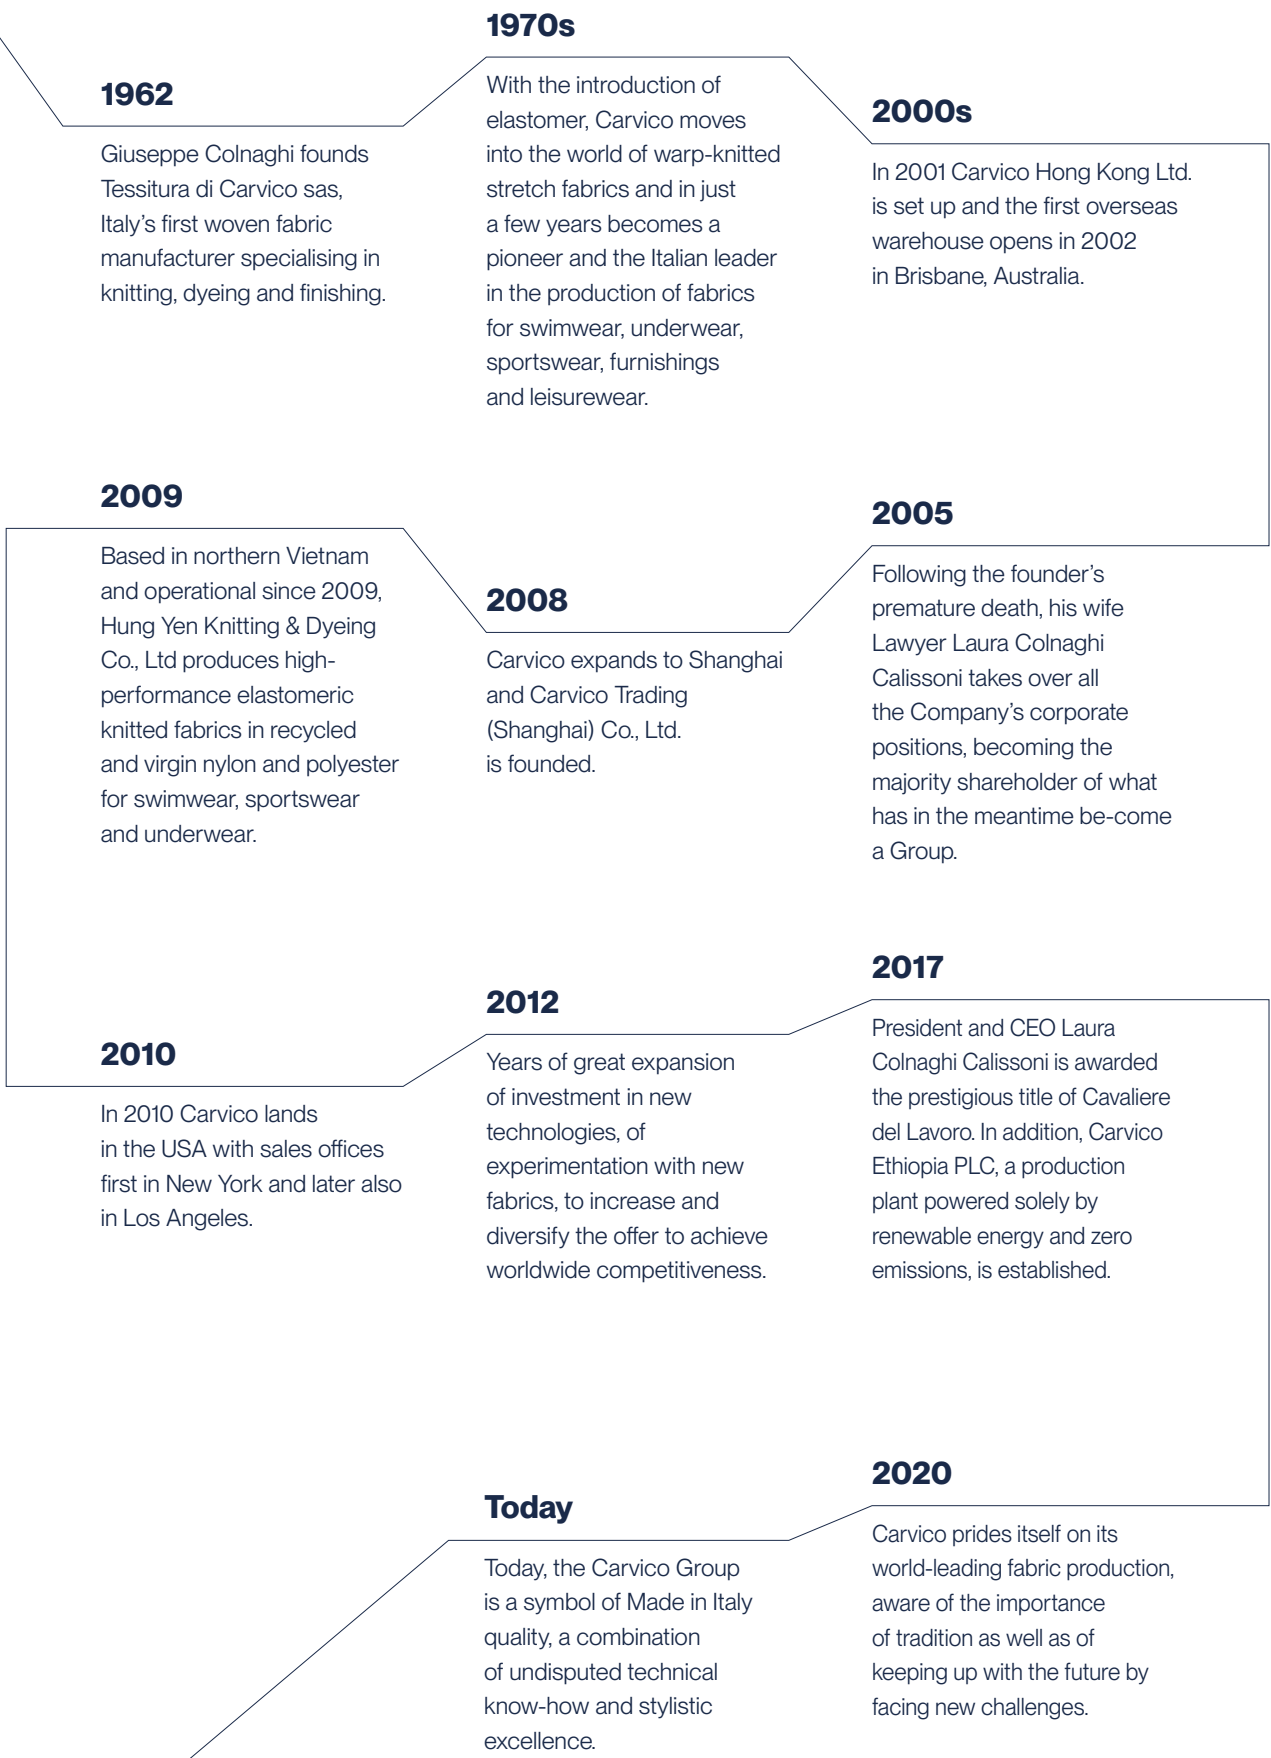 1962
Giuseppe Colnaghi founds
Tessitura di Carvico sas,
Italy’s first woven fabric
manufacturer specialising in
knitting, dyeing and finishing.
1970s
With the introduction of
elastomer, Carvico moves
into the world of warp-knitted
stretch fabrics and in just
a few years becomes a
pioneer and the Italian leader
in the production of fabrics
for swimwear, underwear,
sportswear, furnishings
and leisurewear.
2000s
In 2001 Carvico Hong Kong Ltd.
is set up and the first overseas
warehouse opens in 2002
in Brisbane, Australia.
2005
Following the founder’s
premature death, his wife
Lawyer Laura Colnaghi
Calissoni takes over all
the Company’s corporate
positions, becoming the
majority shareholder of what
has in the meantime be-come
a Group.
2008
Carvico expands to Shanghai
and Carvico Trading
(Shanghai) Co., Ltd.
is founded.
2009
Based in northern Vietnam
and operational since 2009,
Hung Yen Knitting & Dyeing
Co., Ltd produces high-
performance elastomeric
knitted fabrics in recycled
and virgin nylon and polyester
for swimwear, sportswear
and underwear.
2010
In 2010 Carvico lands
in the USA with sales offices
first in New York and later also
in Los Angeles.
2012
Years of great expansion
of investment in new
technologies, of
experimentation with new
fabrics, to increase and
diversify the offer to achieve
worldwide competitiveness.
2017
President and CEO Laura
Colnaghi Calissoni is awarded
the prestigious title of Cavaliere
del Lavoro. In addition, Carvico
Ethiopia PLC, a production
plant powered solely by
renewable energy and zero
emissions, is established.
2020
Carvico prides itself on its
world-leading fabric production,
aware of the importance
of tradition as well as of
keeping up with the future by
facing new challenges.
Today
Today, the Carvico Group
is a symbol of Made in Italy
quality, a combination
of undisputed technical
know-how and stylistic
excellence.